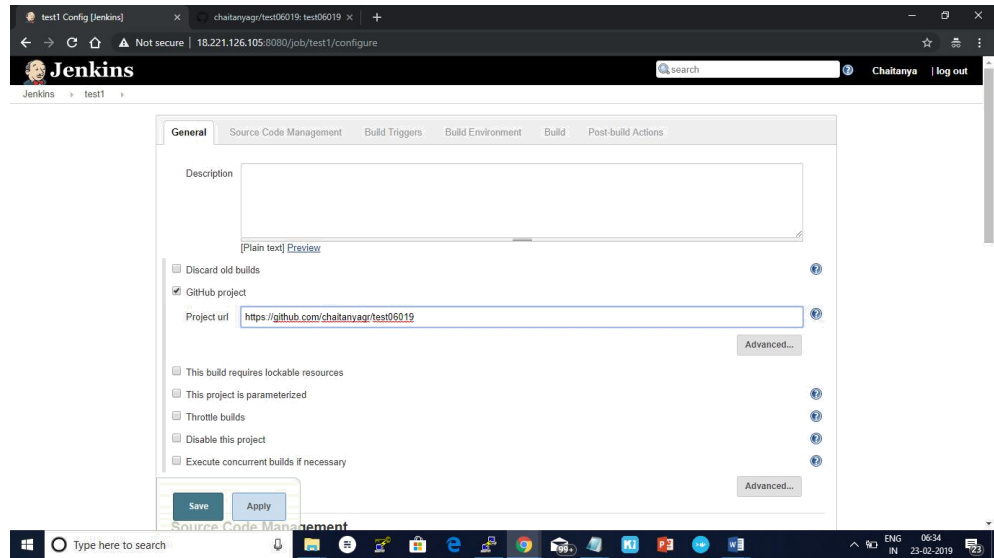 test1 Config [Jenkins]
chaitanyagr/test06019: test06019
Not secure | 18.221.126.105:8080/job/test1/configure
Jenkins
search
Chaitanya | log out
Jenkins test1
General Source Code Management Build Triggers Build Environment Build Post-build Actions
Description
[Plain text] Preview
Discard old builds
GitHub project
Project url https://github.com/chaitanyagr/test06019
Advanced...
This build requires lockable resources
This project is parameterized
Throttle builds
Disable this project
Execute concurrent builds if necessary
Advanced...
Save Apply
Source Code Management
Type here to search
99+
ENG
IN
06:34
23-02-2019
23